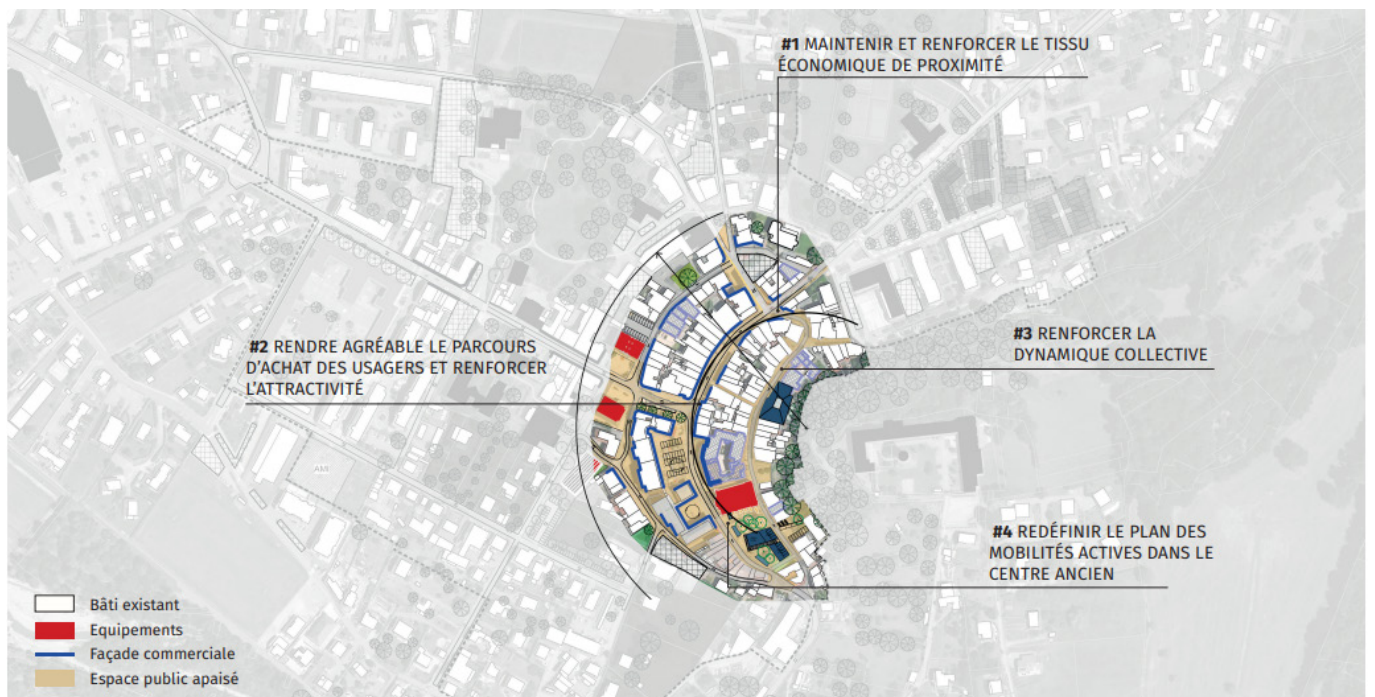 #1 MAINTENIR ET RENFORCER LE TISSU
ÉCONOMIQUE DE PROXIMITÉ
#2 RENDRE AGRÉABLE LE PARCOURS
D'ACHAT DES USAGERS ET RENFORCER
L'ATTRACTIVITÉ
#3 RENFORCER LA
DYNAMIQUE COLLECTIVE
AM
#4 REDÉFINIR LE PLAN DES
MOBILITÉS ACTIVES DANS LE
CENTRE ANCIEN
Bâti existant
Equipements
Façade commerciale
Espace public apaisé